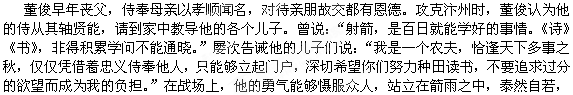 董俊早年丧父，侍奉母亲以孝顺闻名，对待亲朋故交都有恩德。攻克汴州时，董俊认为他
的侍从其轴贤能，请到家中教导他的各个儿子。曾说：“射箭，是百日就能学好的事情。《诗》
《书》，非得积累学问不能通晓。”屡次告诫他的儿子们说：“我是一个农夫，恰逢天下多事之
秋，仅仅凭借着忠义侍奉他人，只能够立起门户，深切希望你们努力种田读书，不要追求过分
的欲望而成为我的负担。”在战场上，他的勇气能够慑服众人，站立在箭雨之中，泰然自若，